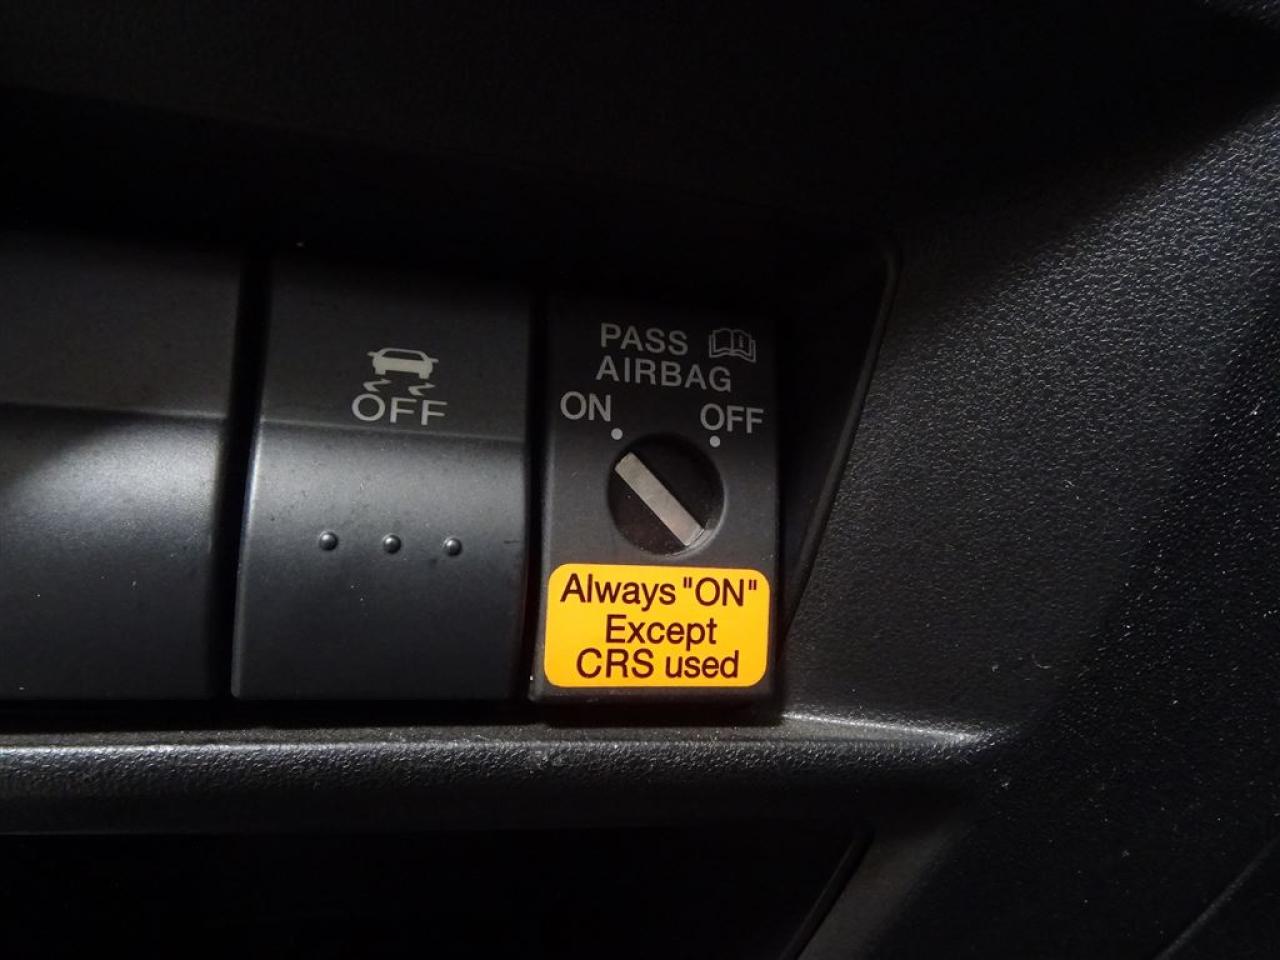 OFF
PASS
AIRBAG
ON OFF
Always "ON"
Except
CRS used